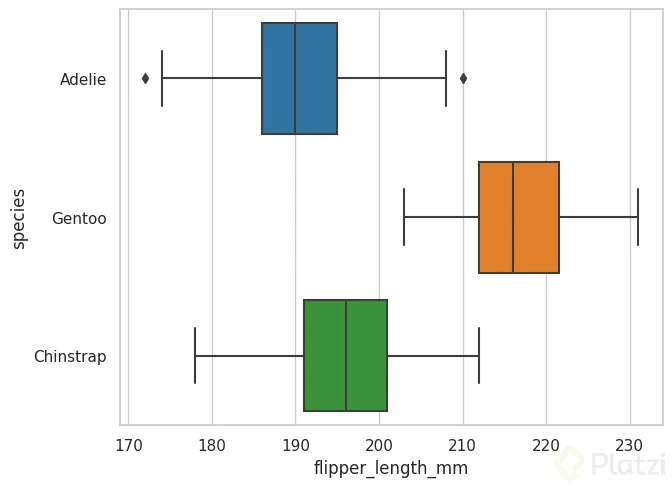 Adelie
Gentoo
Chinstrap
species
170 180 190 200 210 220 230
flipper_length_mm
Platzi